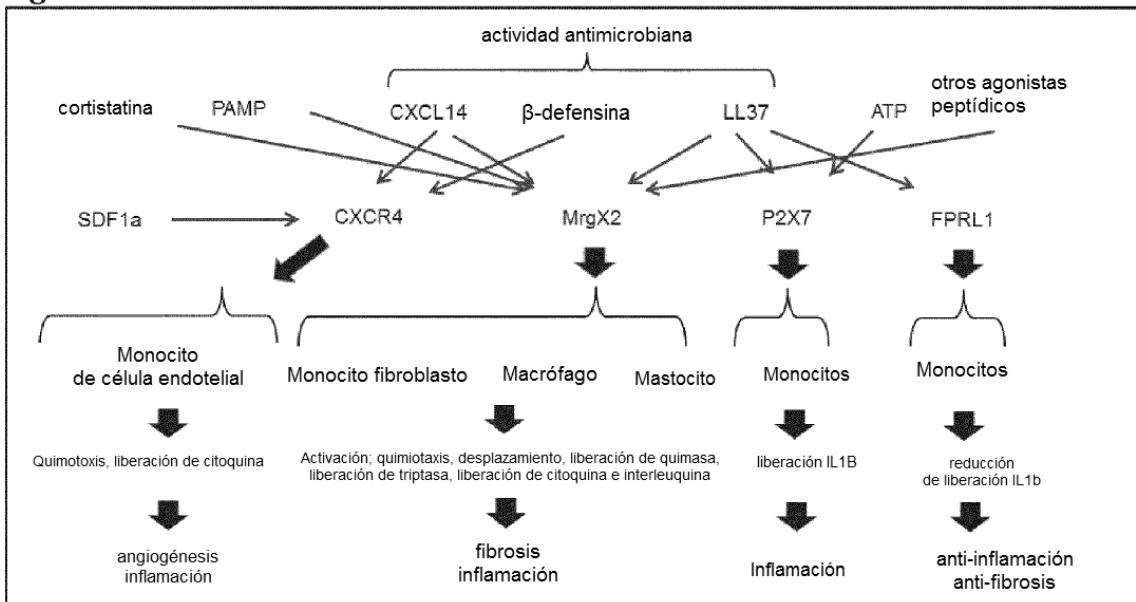 actividad antimicrobiana
cortistatina
PAMP
CXCL14
β-defensina
LL37
ATP
otros agonistas
peptídicos
SDF1a
CXCR4
MrgX2
P2X7
FPRL1
Monocito
de célula endotelial
Monocito fibroblasto
Macrófago
Mastocito
Monocitos
Monocitos
Quimotoxis, liberación de citoquina
Activación; quimiotaxis, desplazamiento, liberación de quimasa,
liberación de triptasa, liberación de citoquina e interleuquina
liberación IL1B
reducción
de liberación IL1b
angiogénesis
inflamación
fibrosis
inflamación
Inflamación
anti-inflamación
anti-fibrosis